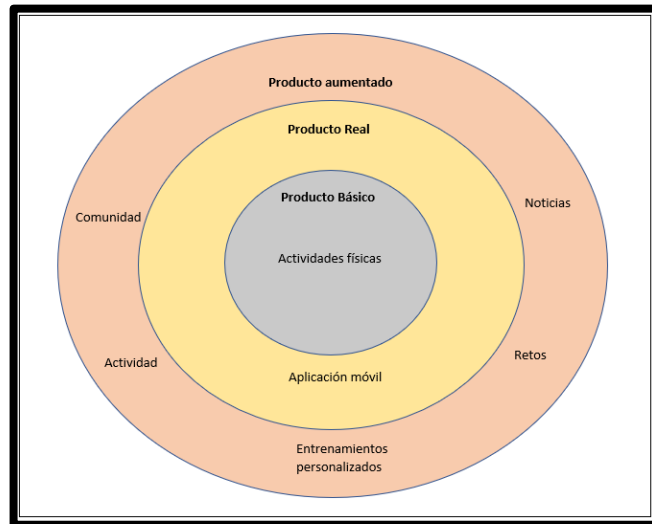 Producto aumentado
Producto Real
Producto Básico
Noticias
Comunidad
Actividades físicas
Retos
Actividad
Aplicación móvil
Entrenamientos
personalizados